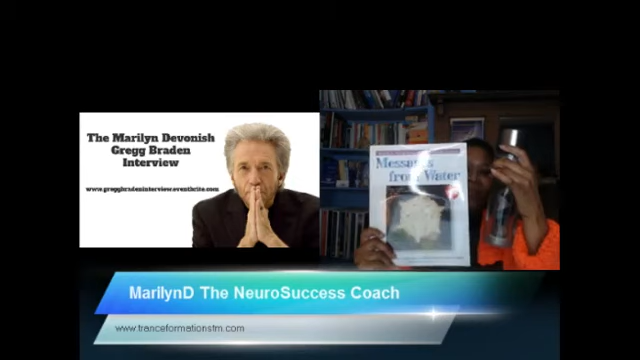 The Marilyn Devonish
Gregg Braden
Interview
www.greggbradeninterview.eventbrite.com
Messages
from Water
MarilynD The NeuroSuccess Coach
www.tranceformationstm.com